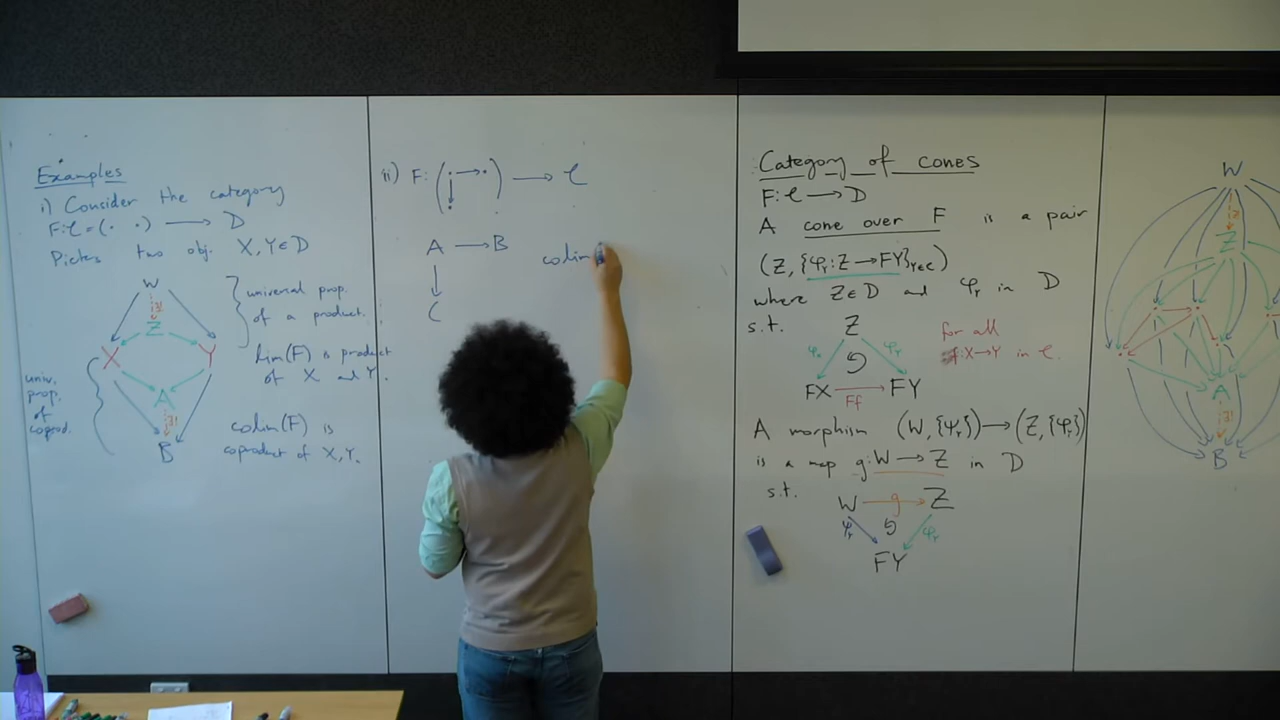 Examples
i) Consider the category
F: C = (· ·) → D
Picks two obj. X, Y ∈ D
W
∃!
Z
X Y
A
∃!
B
universal prop.
of a product.
lim(F) is product
of X and Y.
univ.
prop.
of
coprod.
colim(F) is
coproduct of X, Y.
ii) F: (· → ·) → C
A → B
C
colim
Category of cones
F: C → D
A cone over F is a pair
(Z, {φ_Y: Z → FY}_{Y∈C})
where Z ∈ D and φ_Y in D
s.t.
Z
φ_Y
FX → FY
Ff
for all
f: X→Y in C.
A morphism (W, {ψ_Y}) → (Z, {φ_Y})
is a map g: W → Z in D
s.t.
W g Z
ψ_Y φ_Y
FY
W
∃!
Z
A
∃!
B